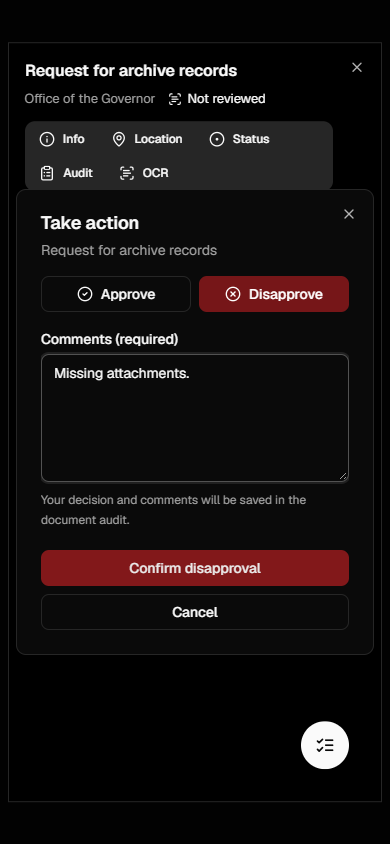 Request for archive records
Office of the Governor Not reviewed
Info Location Status
Audit OCR
Take action
Request for archive records
Approve Disapprove
Comments (required)
Missing attachments.
Your decision and comments will be saved in the
document audit.
Confirm disapproval
Cancel